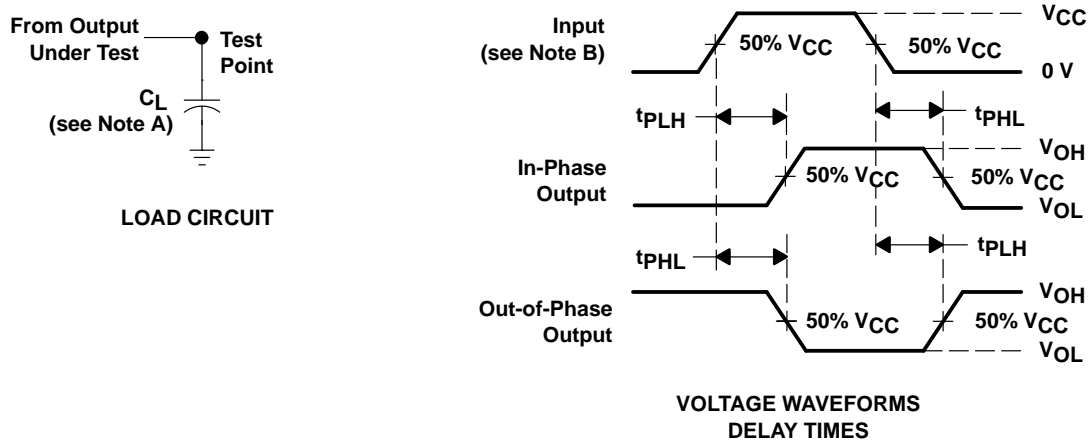 From Output
Under Test
Test
Point
CL
(see Note A)
LOAD CIRCUIT
Input
(see Note B)
50% VCC
50% VCC
VCC
0 V
tPLH
tPHL
In-Phase
Output
50% VCC
50% VCC
VOH
VOL
tPHL
tPLH
Out-of-Phase
Output
50% VCC
50% VCC
VOH
VOL
VOLTAGE WAVEFORMS
DELAY TIMES